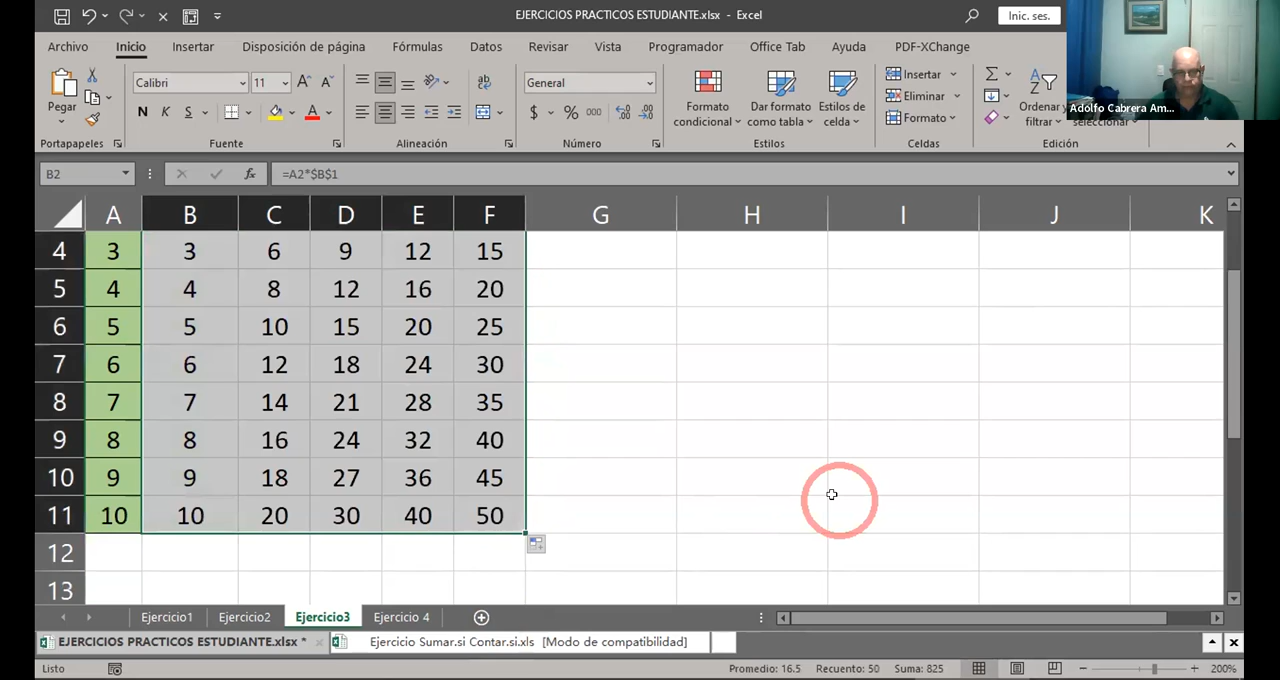 EJERCICIOS PRACTICOS ESTUDIANTE.xlsx - Excel
Inic. ses.
Archivo Inicio Insertar Disposición de página Fórmulas Datos Revisar Vista Programador Office Tab Ayuda PDF-XChange
Pegar
Calibri 11
N K S
General
$ % 000
Formato condicional
Dar formato como tabla
Estilos de celda
Insertar
Eliminar
Formato
Ordenar
filtrar
seleccionar
Adolfo Cabrera Am...
Portapapeles Fuente Alineación Número Estilos Celdas Edición
B2 fx =A2*$B$1
A B C D E F G H I J K
4 3 3 6 9 12 15
5 4 4 8 12 16 20
6 5 5 10 15 20 25
7 6 6 12 18 24 30
8 7 7 14 21 28 35
9 8 8 16 24 32 40
10 9 9 18 27 36 45
11 10 10 20 30 40 50
12
13
Ejercicio1 Ejercicio2 Ejercicio3 Ejercicio 4
EJERCICIOS PRACTICOS ESTUDIANTE.xlsx * Ejercicio Sumar.si Contar.si.xls [Modo de compatibilidad]
Listo Promedio: 16.5 Recuento: 50 Suma: 825 200%